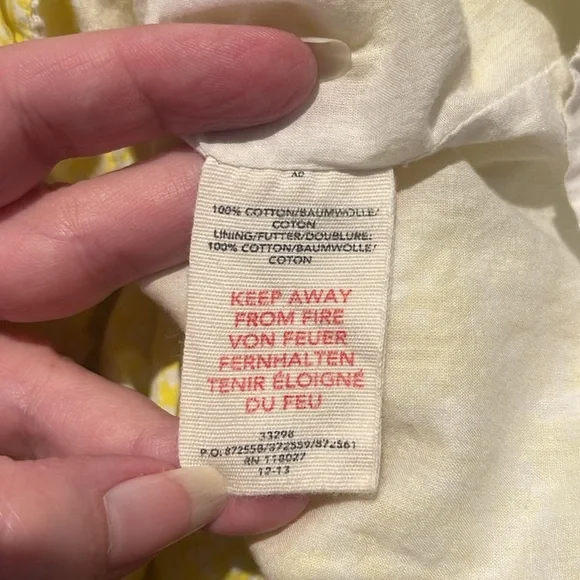 AD
100% COTTON/BAUMWOLLE/
COTON
LINING/FUTTER/DOUBLURE:
100% COTTON/BAUMWOLLE/
COTON
KEEP AWAY
FROM FIRE
VON FEUER
FERNHALTEN
TENIR ÉLOIGNÉ
DU FEU
33298
P.O. 872558/872559/872561
RN 118027
12-13